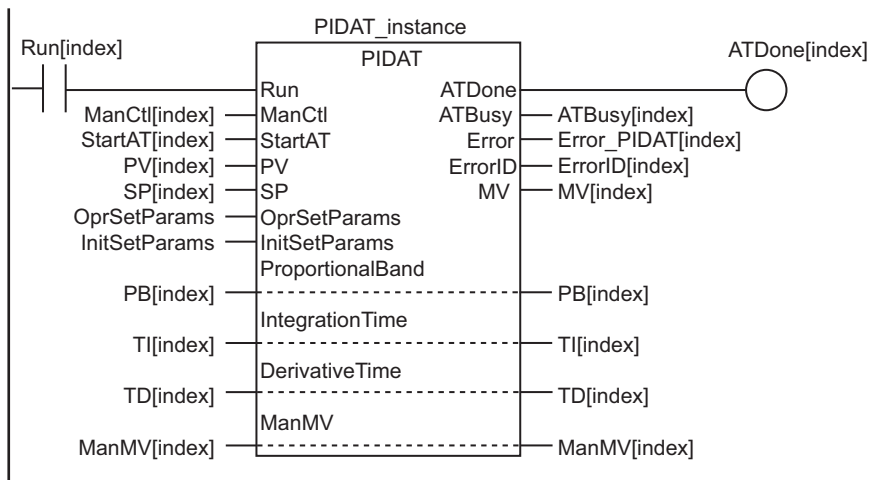 PIDAT_instance
Run[index]
PIDAT
ATDone[index]
Run ATDone
ManCtl[index] ManCtl ATBusy ATBusy[index]
StartAT[index] StartAT Error Error_PIDAT[index]
PV[index] PV ErrorID ErrorID[index]
SP[index] SP MV MV[index]
OprSetParams OprSetParams
InitSetParams InitSetParams
ProportionalBand
PB[index] PB[index]
IntegrationTime
TI[index] TI[index]
DerivativeTime
TD[index] TD[index]
ManMV
ManMV[index] ManMV[index]